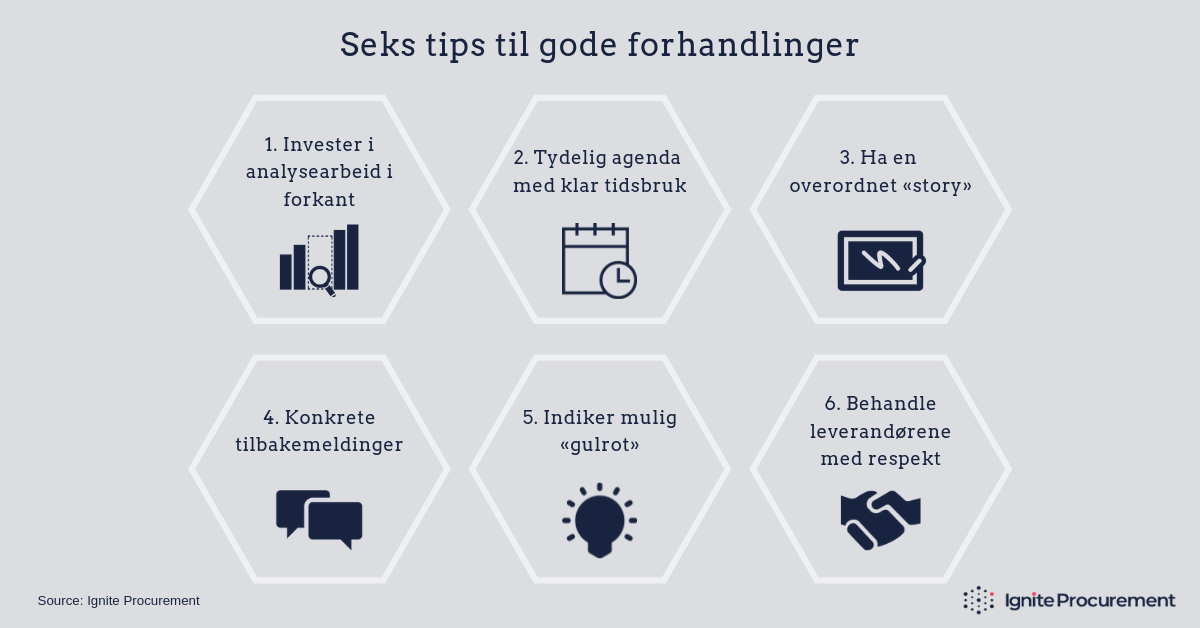 Seks tips til gode forhandlinger
1. Invester i
analysearbeid i
forkant
2. Tydelig agenda
med klar tidsbruk
3. Ha en
overordnet «story»
4. Konkrete
tilbakemeldinger
5. Indiker mulig
«gulrot»
6. Behandle
leverandørene
med respekt
Source: Ignite Procurement
Ignite Procurement